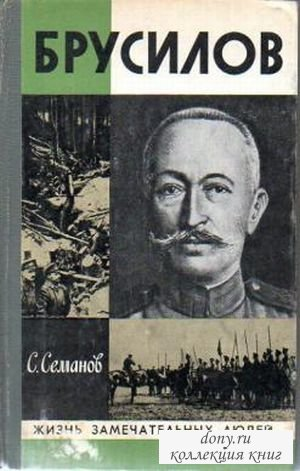 БРУСИЛОВ
С. Семанов
ЖИЗНЬ ЗАМЕЧАТЕЛЬНЫХ ЛЮДЕЙ
dony.ru
коллекция книг